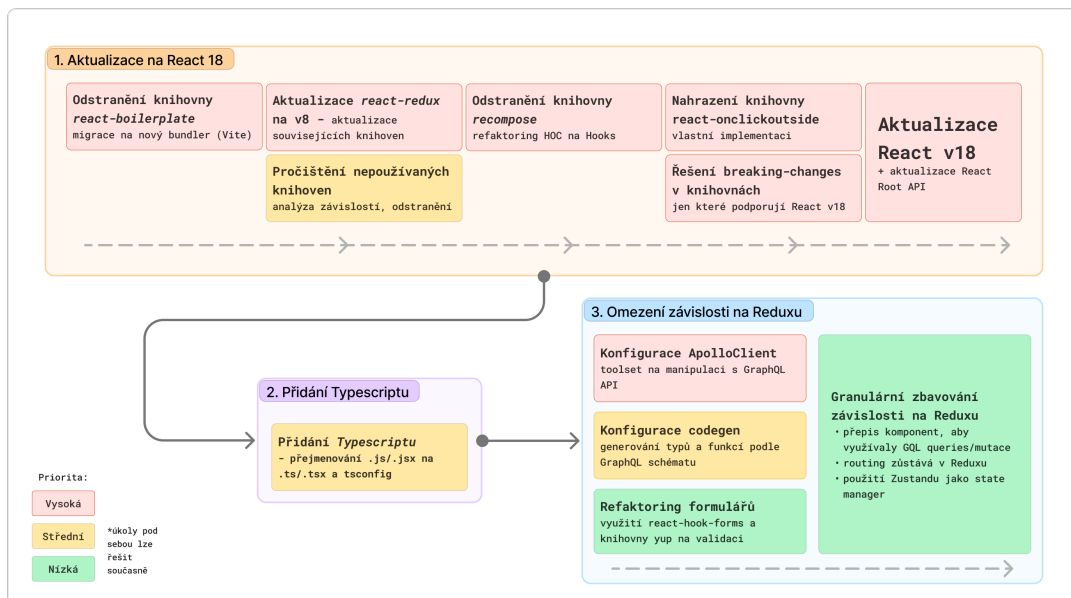 1. Aktualizace na React 18
Odstranění knihovny
react-boilerplate
migrace na nový bundler (Vite)
Aktualizace react-redux
na v8 – aktualizace
souvisejících knihoven
Pročištění nepoužívaných
knihoven
analýza závislostí, odstranění
Odstranění knihovny
recompose
refaktoring HOC na Hooks
Nahrazení knihovny
react-onclickoutside
vlastní implementaci
Řešení breaking-changes
v knihovnách
jen které podporují React v18
Aktualizace
React v18
+ aktualizace React
Root API
2. Přidání Typescriptu
Přidání Typescriptu
– přejmenování .js/.jsx na
.ts/.tsx a tsconfig
3. Omezení závislosti na Reduxu
Konfigurace ApolloClient
toolset na manipulaci s GraphQL
API
Konfigurace codegen
generování typů a funkcí podle
GraphQL schématu
Refaktoring formulářů
využití react-hook-forms a
knihovny yup na validaci
Granulární zbavování
závislosti na Reduxu
• přepis komponent, aby
využívaly GQL queries/mutace
• routing zůstává v Reduxu
• použití Zustandu jako state
manager
Priorita:
Vysoká
Střední
Nízká
*úkoly pod
sebou lze
řešit
současně